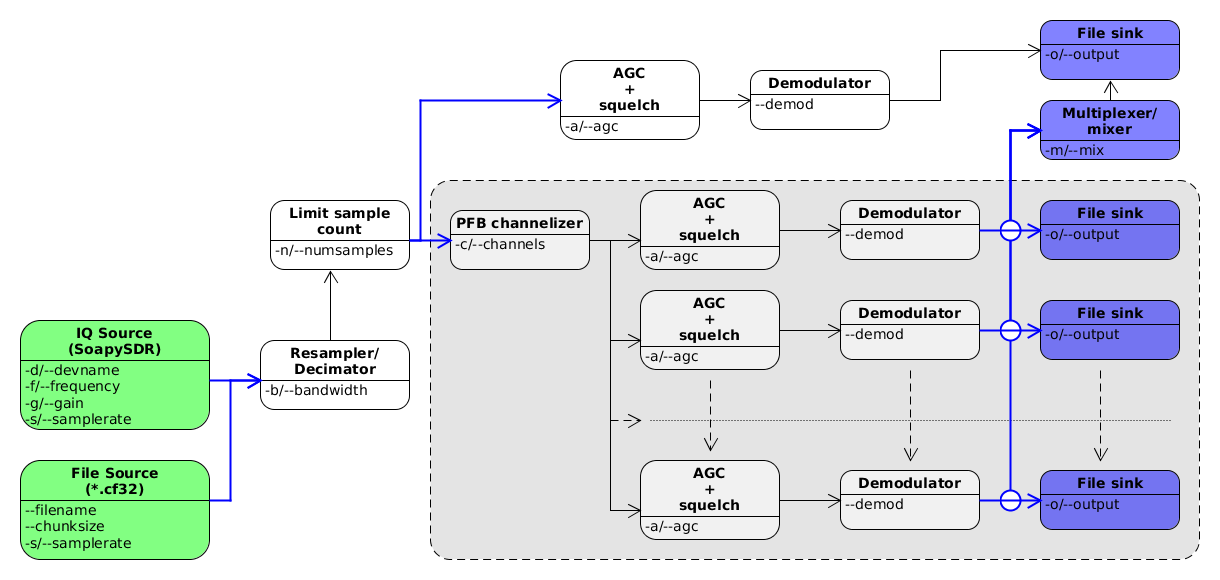 File sink
-o/--output
AGC
+
squelch
-a/--agc
Demodulator
--demod
Multiplexer/
mixer
-m/--mix
Limit sample
count
-n/--numsamples
PFB channelizer
-c/--channels
AGC
+
squelch
-a/--agc
Demodulator
--demod
File sink
-o/--output
AGC
+
squelch
-a/--agc
Demodulator
--demod
File sink
-o/--output
IQ Source
(SoapySDR)
-d/--devname
-f/--frequency
-g/--gain
-s/--samplerate
Resampler/
Decimator
-b/--bandwidth
File Source
(*.cf32)
--filename
--chunksize
-s/--samplerate
AGC
+
squelch
-a/--agc
Demodulator
--demod
File sink
-o/--output